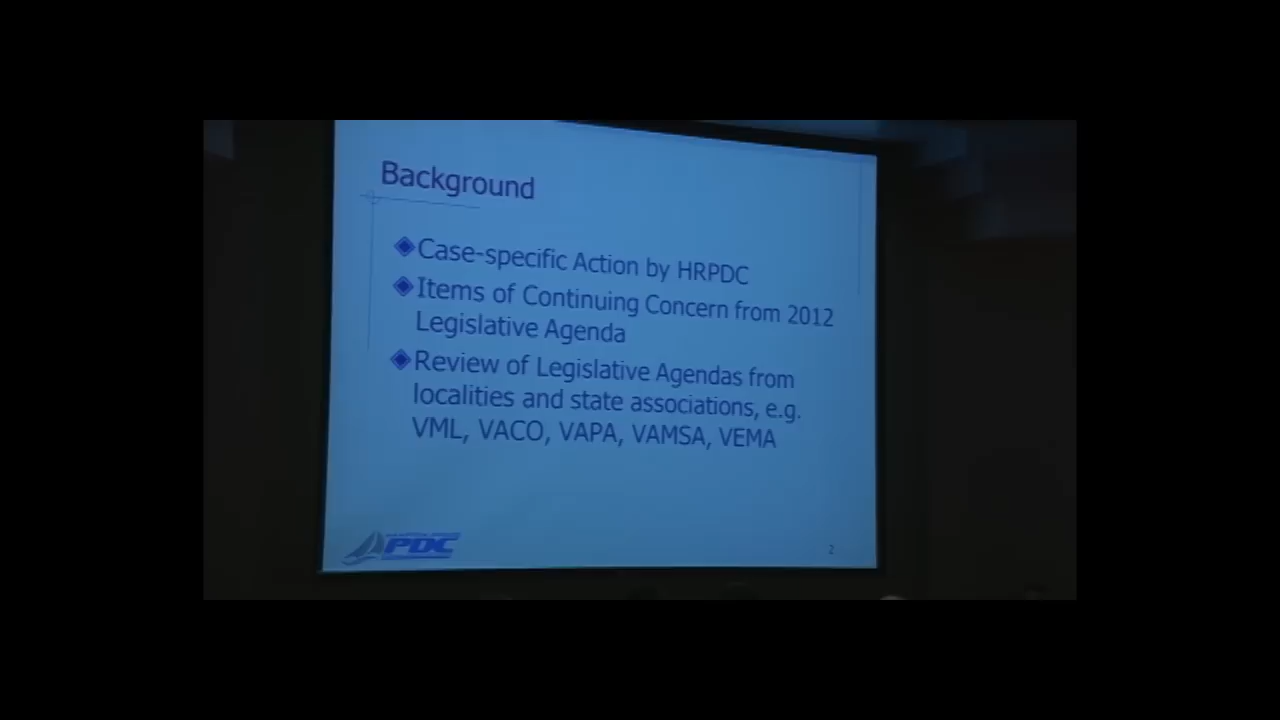 Background
Case-specific Action by HRPDC
Items of Continuing Concern from 2012
Legislative Agenda
Review of Legislative Agendas from
localities and state associations, e.g.
VML, VACO, VAPA, VAMSA, VEMA
PDC
2